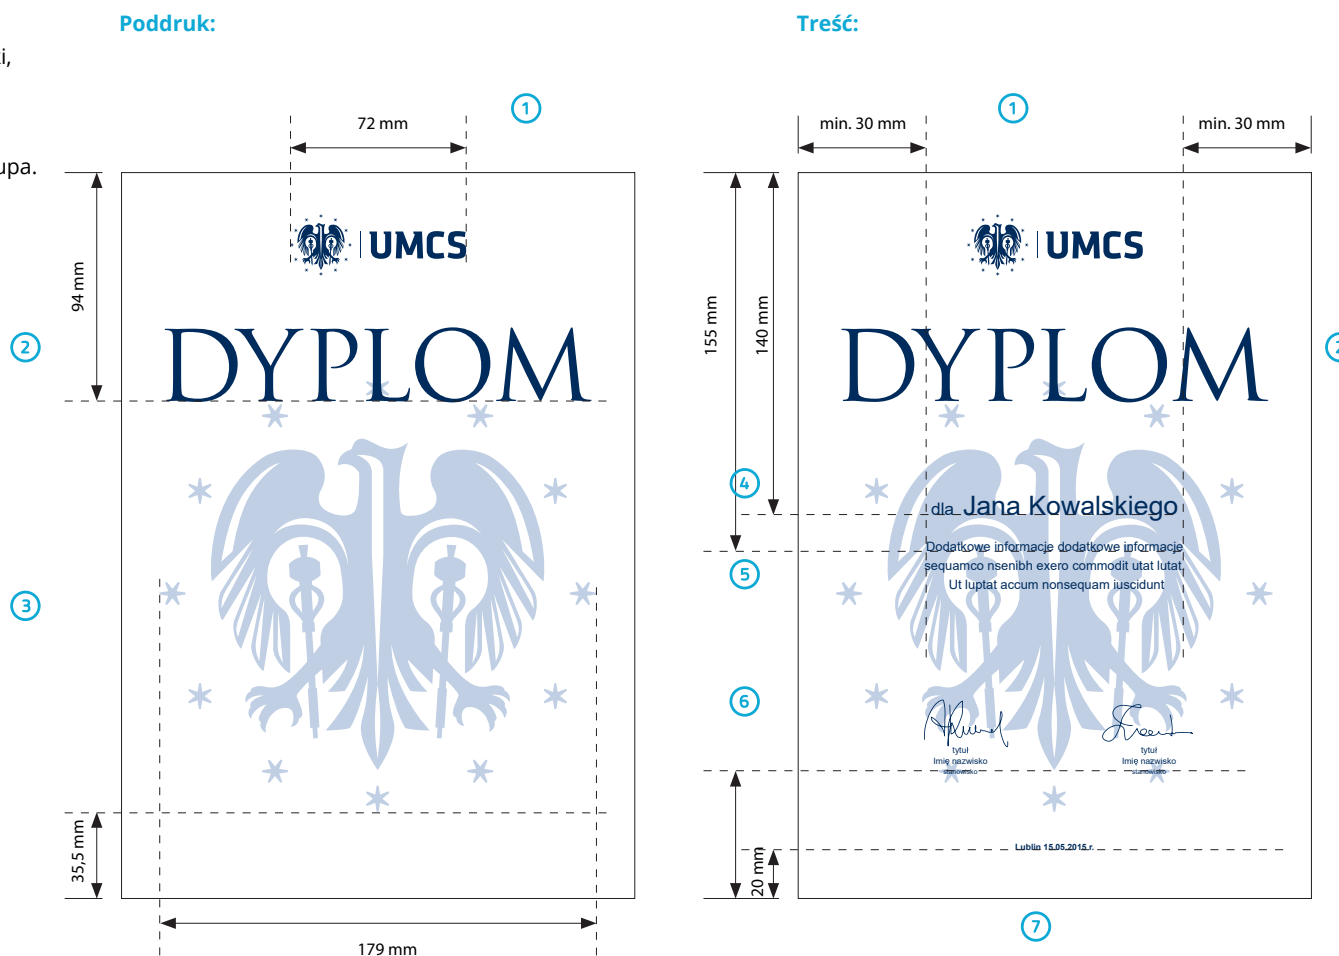 Poddruk:
Treść:
i,
upa.
1
72 mm
94 mm
UMCS
DYPLOM
2
3
35,5 mm
179 mm
1
min. 30 mm
min. 30 mm
155 mm
140 mm
UMCS
DYPLOM
2
4
dla Jana Kowalskiego
Dodatkowe informacje dodatkowe informacje
sequamco nsenibh exero commodit utat lutat.
Ut luptat accum nonsequam iuscidunt
5
6
tytuł
Imię nazwisko
stanowisko
tytuł
Imię nazwisko
stanowisko
Lublin 15.05.2015 r.
20 mm
7